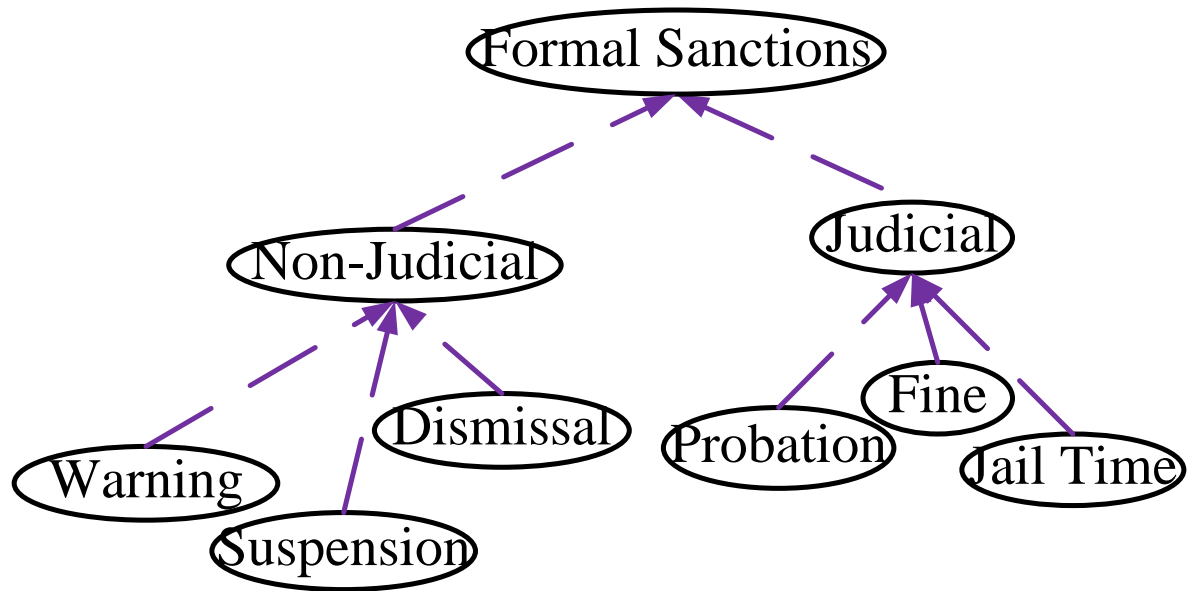 Formal Sanctions
Non-Judicial
Judicial
Warning
Suspension
Dismissal
Probation
Fine
Jail Time